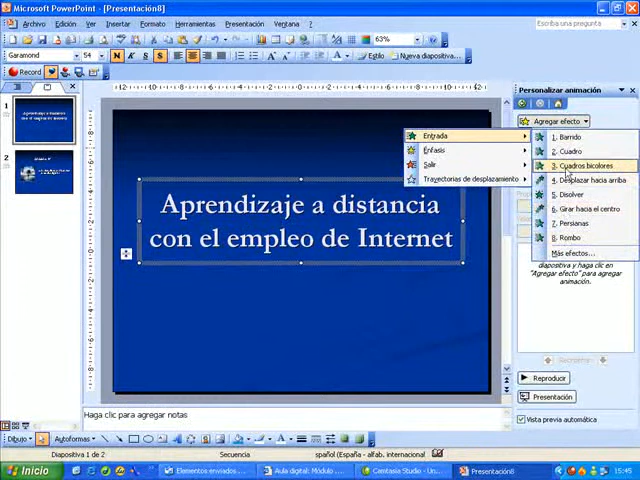 Microsoft PowerPoint - [Presentación8]
Archivo Edición Ver Insertar Formato Herramientas Presentación Ventana ?
Escriba una pregunta
63%
Garamond 54 N K S Estilo Nueva diapositiva...
Record
1
2
Aprendizaje a distancia
con el empleo de Internet
Personalizar animación
Agregar efecto
Entrada
Énfasis
Salir
Trayectorias de desplazamiento
1. Barrido
2. Cuadro
3. Cuadros bicolores
4. Desplazar hacia arriba
5. Disolver
6. Girar hacia el centro
7. Persianas
8. Rombo
Más efectos...
diapositiva y haga clic en
"Agregar efecto" para agregar
animación.
Reordenar
Reproducir
Presentación
Vista previa automática
Haga clic para agregar notas
Dibujo Autoformas
Diapositiva 1 de 2 Secuencia español (España - alfab. internacional)
Inicio Elementos enviados ... Aula digital: Módulo ... Camtasia Studio - Un... Presentación8 15:45